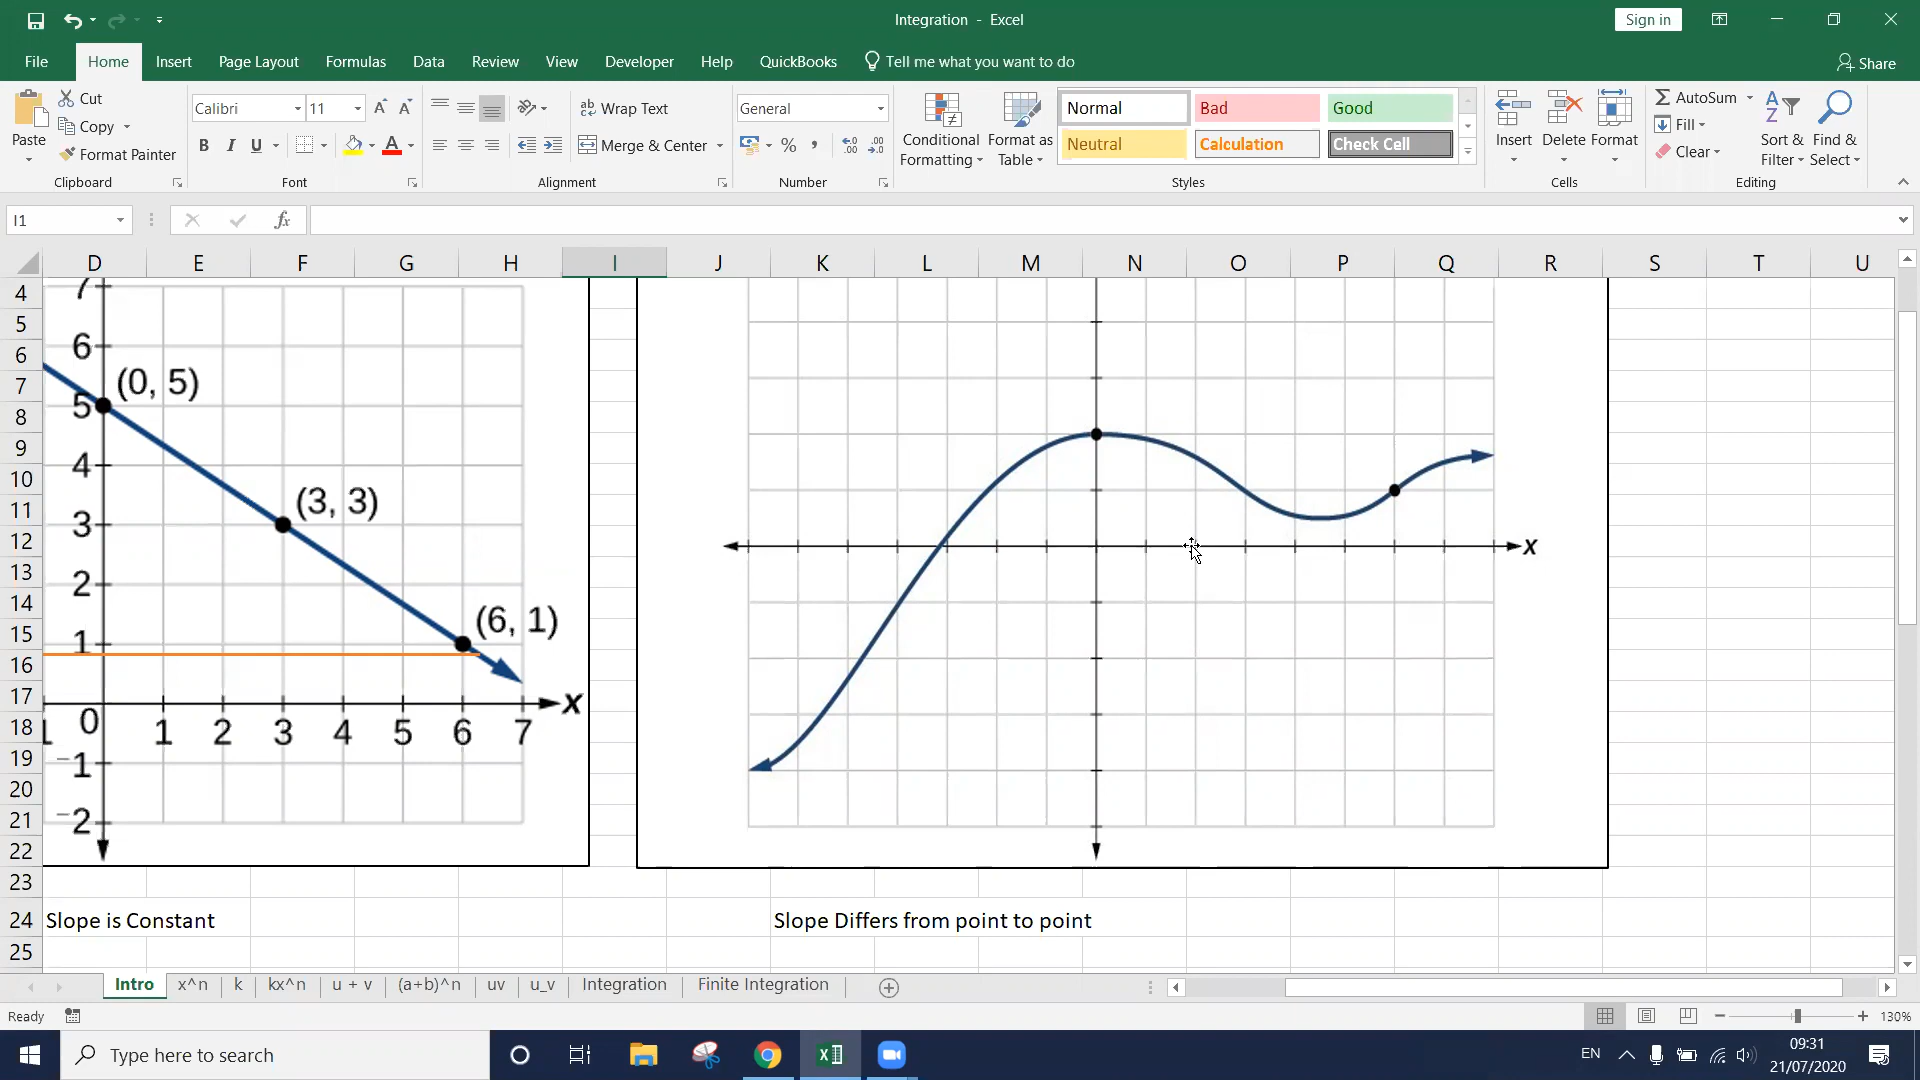 Integration - Excel
Sign in
File Home Insert Page Layout Formulas Data Review View Developer Help QuickBooks Tell me what you want to do Share
Paste Cut Copy Format Painter
Calibri 11
B I U A
Wrap Text
Merge & Center
General
% ,
Conditional Formatting
Format as Table
Normal Bad Good
Neutral Calculation Check Cell
Insert Delete Format
AutoSum
Fill
Clear
Sort & Filter
Find & Select
Clipboard Font Alignment Number Styles Cells Editing
I1 fx
D E F G H I J K L M N O P Q R S T U
4
5
6
7
8
9
10
11
12
13
14
15
16
17
18
19
20
21
22
23
24
25
7
6
(0, 5)
5
4
(3, 3)
3
2
(6, 1)
1
x
0
1 1 2 3 4 5 6 7
-1
-2
x
Slope is Constant
Slope Differs from point to point
Intro x^n k kx^n u + v (a+b)^n uv u_v Integration Finite Integration
Ready
130%
Type here to search
EN
09:31
21/07/2020